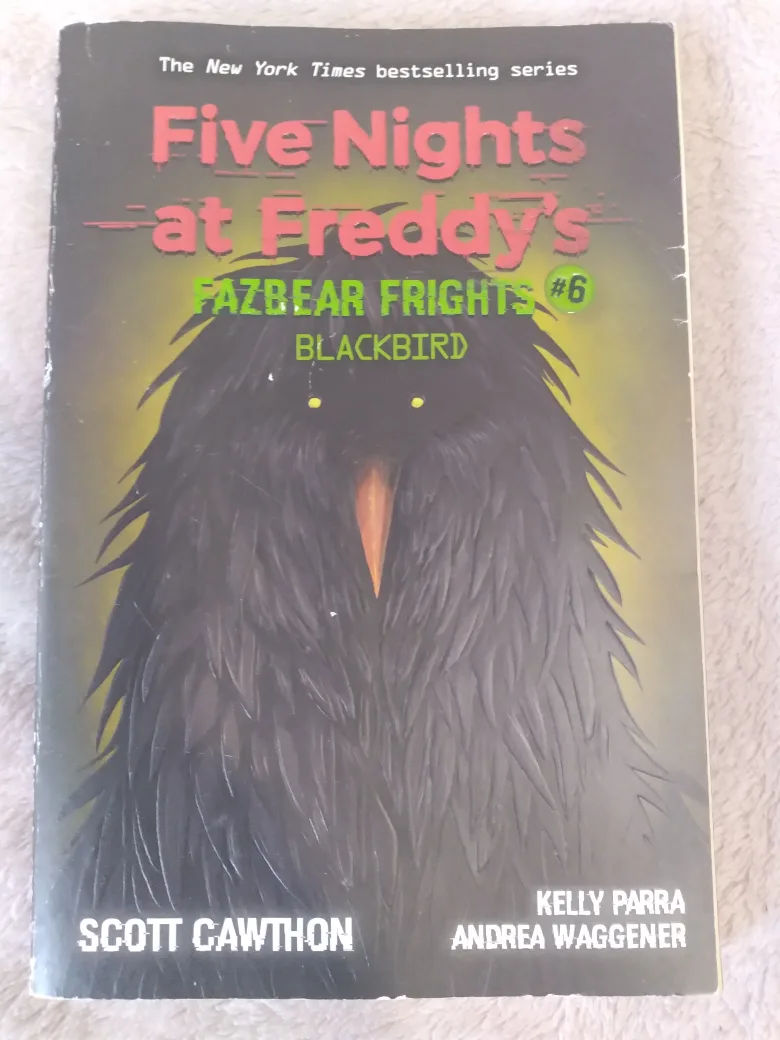 The New York Times bestselling series
Five Nights
at Freddy's
FAZBEAR FRIGHTS #6
BLACKBIRD
SCOTT CAWTHON
KELLY PARRA
ANDREA WAGGENER